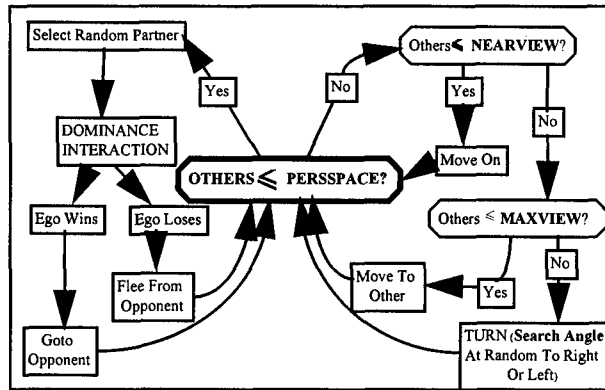 Select Random Partner
Others ⩽ NEARVIEW?
Yes
No
Yes
No
DOMINANCE
INTERACTION
Move On
OTHERS ⩽ PERSSPACE?
Ego Wins
Ego Loses
Others ⩽ MAXVIEW?
Flee From
Opponent
Move To
Other
Yes
No
Goto
Opponent
TURN (Search Angle
At Random To Right
Or Left)